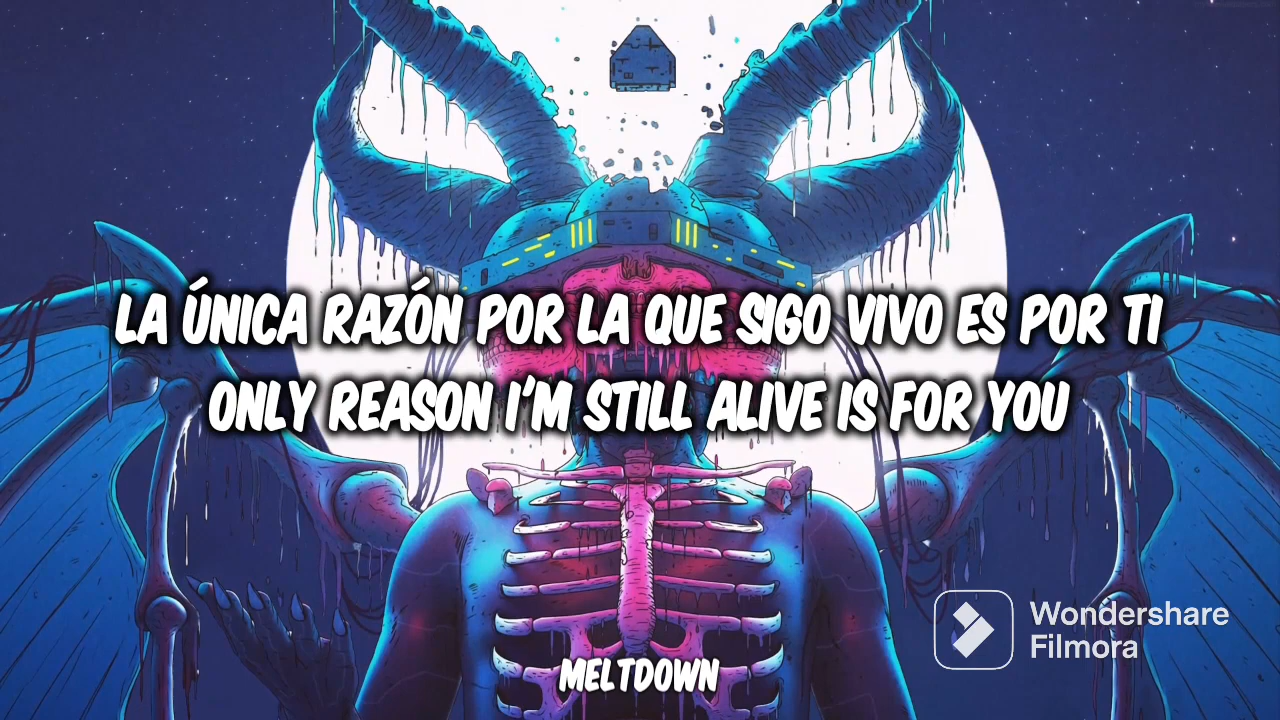 LA ÚNICA RAZÓN POR LA QUE SIGO VIVO ES POR TI
ONLY REASON I'M STILL ALIVE IS FOR YOU
Wondershare
Filmora
MELTDOWN